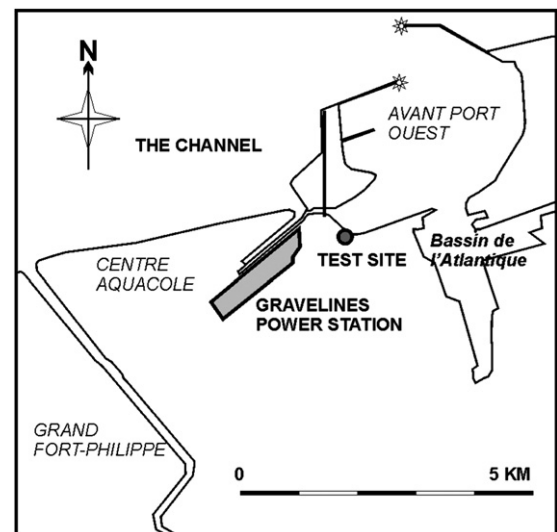 N
AVANT PORT
OUEST
THE CHANNEL
CENTRE
AQUACOLE
TEST SITE
Bassin de
l'Atlantique
GRAVELINES
POWER STATION
GRAND
FORT-PHILIPPE
0 5 KM